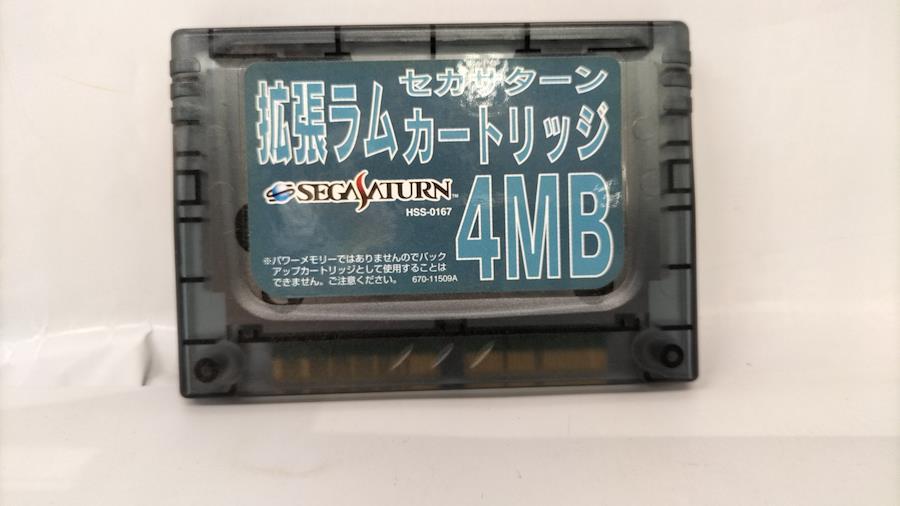 セガサターン
拡張ラムカートリッジ
SEGA SATURN™
HSS-0167
4MB
※パワーメモリーではありませんのでバック
アップカートリッジとして使用することは
できません。ご注意ください。 670-11509A